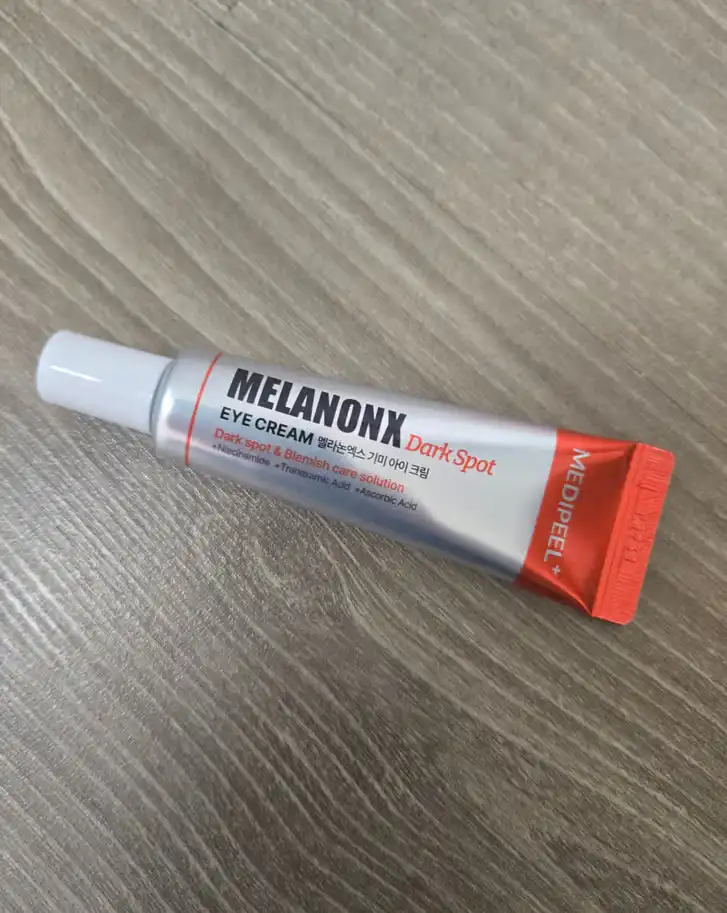 MELANONX Dark Spot
EYE CREAM 멜라논엑스 기미 아이 크림
Dark spot & Blemish care solution
+Niacinamide +Tranexamic Acid +Ascorbic Acid
MEDIPEEL+